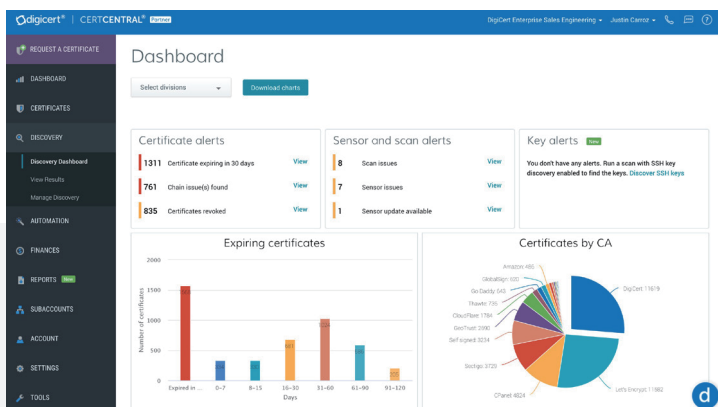 digicert® | CERTCENTRAL® Partner
DigiCert Enterprise Sales Engineering
Justin Carroz
REQUEST A CERTIFICATE
DASHBOARD
CERTIFICATES
DISCOVERY
Discovery Dashboard
View Results
Manage Discovery
AUTOMATION
FINANCES
REPORTS New
SUBACCOUNTS
ACCOUNT
SETTINGS
TOOLS
Dashboard
Select divisions
Download charts
Certificate alerts
1311 Certificate expiring in 30 days View
761 Chain issue(s) found View
835 Certificates revoked View
Sensor and scan alerts
8 Scan issues View
7 Sensor issues View
1 Sensor update available View
Key alerts New
You don't have any alerts. Run a scan with SSH key
discovery enabled to find the keys. Discover SSH keys
Expiring certificates
Number of certificates
2000
1500
1000
500
0
Expired in ...
0-7
8-15
16-30
31-60
61-90
91-120
Days
Certificates by CA
Amazon: 485
GlobalSign: 600
Go Daddy: 643
Thawte: 735
CloudFlare: 1784
GeoTrust: 2990
Self signed: 3234
Sectigo: 3729
CPanel: 4824
Let's Encrypt: 11982
DigiCert: 11619
d